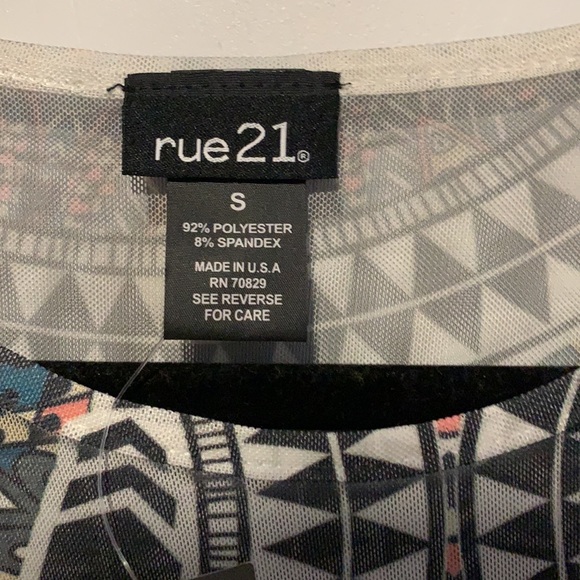 rue21®
S
92% POLYESTER
8% SPANDEX
MADE IN U.S.A
RN 70829
SEE REVERSE
FOR CARE